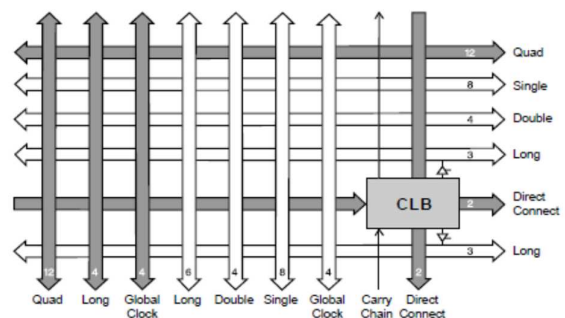 12 Quad
8 Single
4 Double
3 Long
CLB
2 Direct
Connect
3 Long
12 4 4 6 4 8 4 2
Quad Long Global Long Double Single Global Carry Direct
Clock Clock Chain Connect